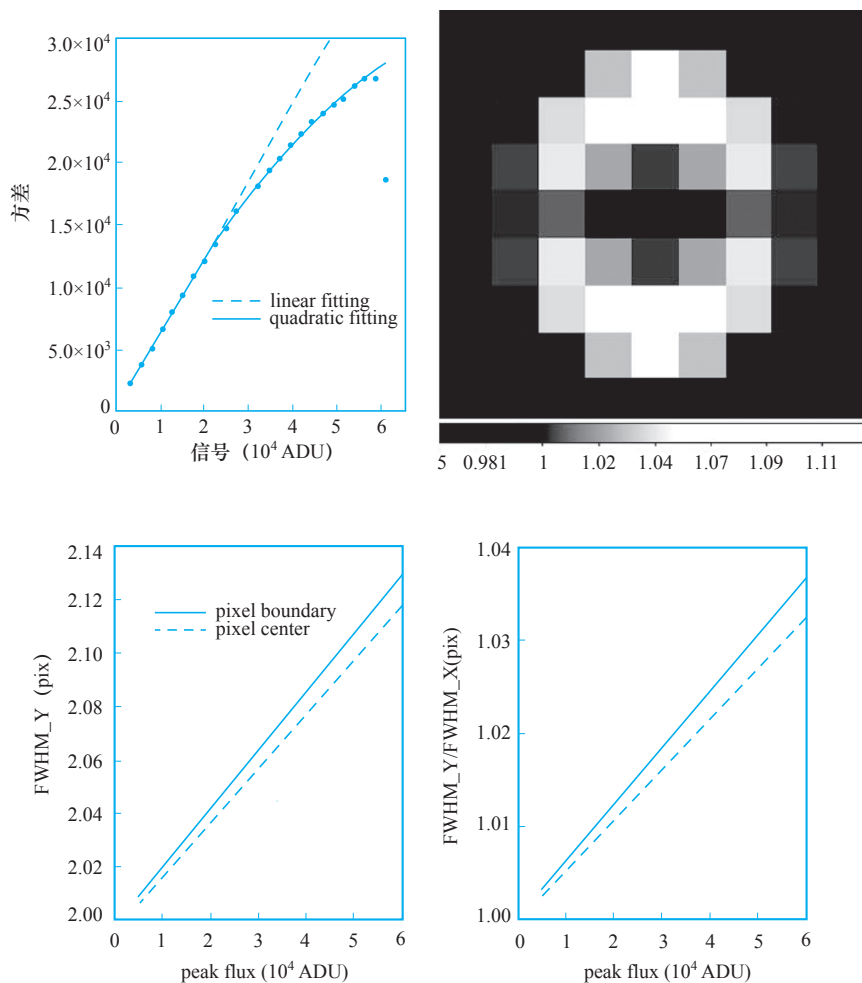 3.0×10⁴
2.5×10⁴
2.0×10⁴
1.5×10⁴
1.0×10⁴
5.0×10³
0
方差
linear fitting
quadratic fitting
0 1 2 3 4 5 6
信号（10⁴ ADU）
5 0.981 1 1.02 1.04 1.07 1.09 1.11
2.14
2.12
2.10
2.08
2.06
2.04
2.02
2.00
FWHM_Y (pix)
pixel boundary
pixel center
0 1 2 3 4 5 6
peak flux (10⁴ ADU)
1.04
1.03
1.02
1.01
1.00
FWHM_Y/FWHM_X(pix)
0 1 2 3 4 5 6
peak flux (10⁴ ADU)